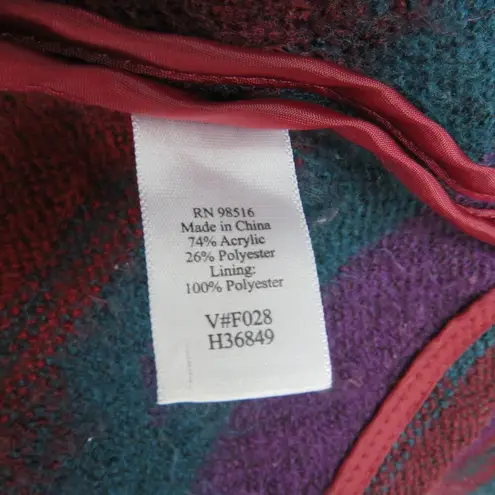 RN 98516
Made in China
74% Acrylic
26% Polyester
Lining:
100% Polyester
V#F028
H36849